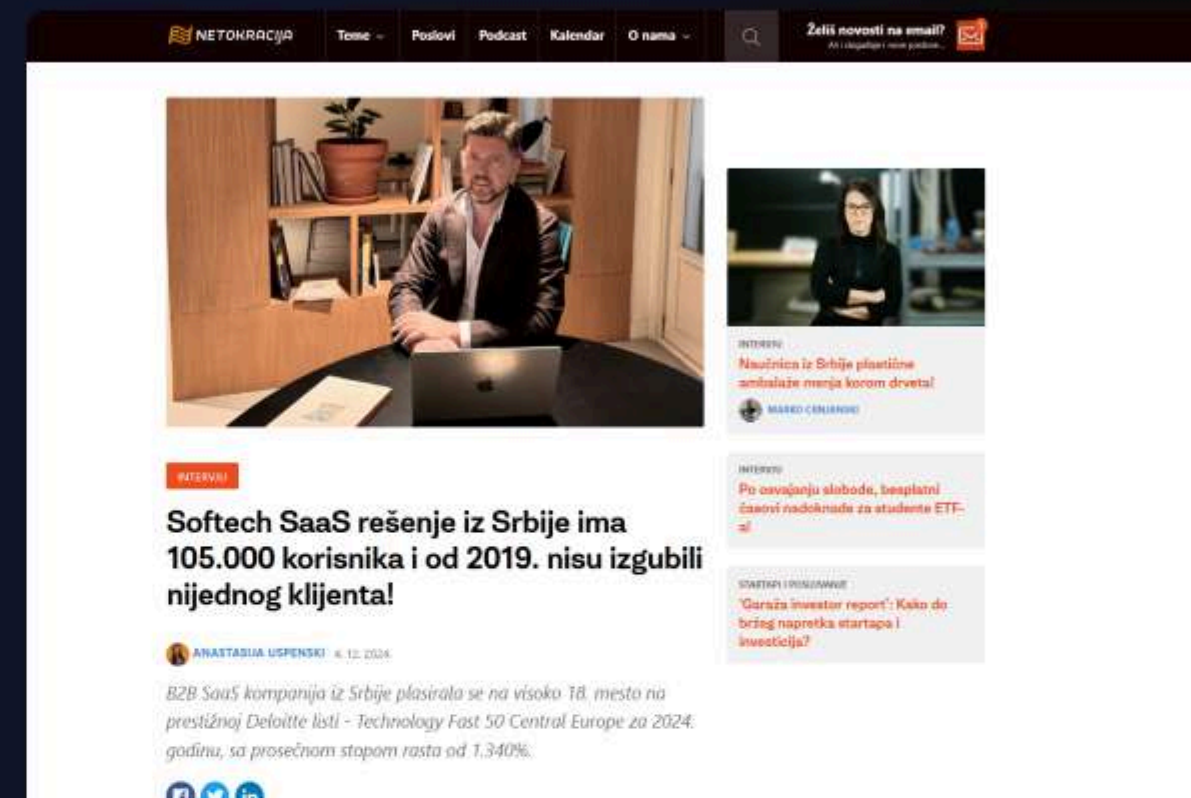 NETOKRACIJA
Teme
Poslovi
Podcast
Kalendar
O nama
Želiš novosti na email?
INTERVJU
Softech SaaS rešenje iz Srbije ima
105.000 korisnika i od 2019. nisu izgubili
nijednog klijenta!
ANASTASIJA USPENSKI 4. 12. 2024.
B2B SaaS kompanija iz Srbije plasirala se na visoko 18. mesto na
prestižnoj Deloitte listi - Technology Fast 50 Central Europe za 2024.
godinu, sa prosečnom stopom rasta od 1.340%.
INTERVJU
Naučnica iz Srbije plastične
ambalaže menja korom drveta!
MARKO CRNJANSKI
INTERVJU
Po osvajanju slobode, besplatni
časovi nadoknade za studente ETF-
a!
STARTAPI I POSLOVANJE
'Garaža investor report': Kako do
bržeg napretka startapa i
investicija?